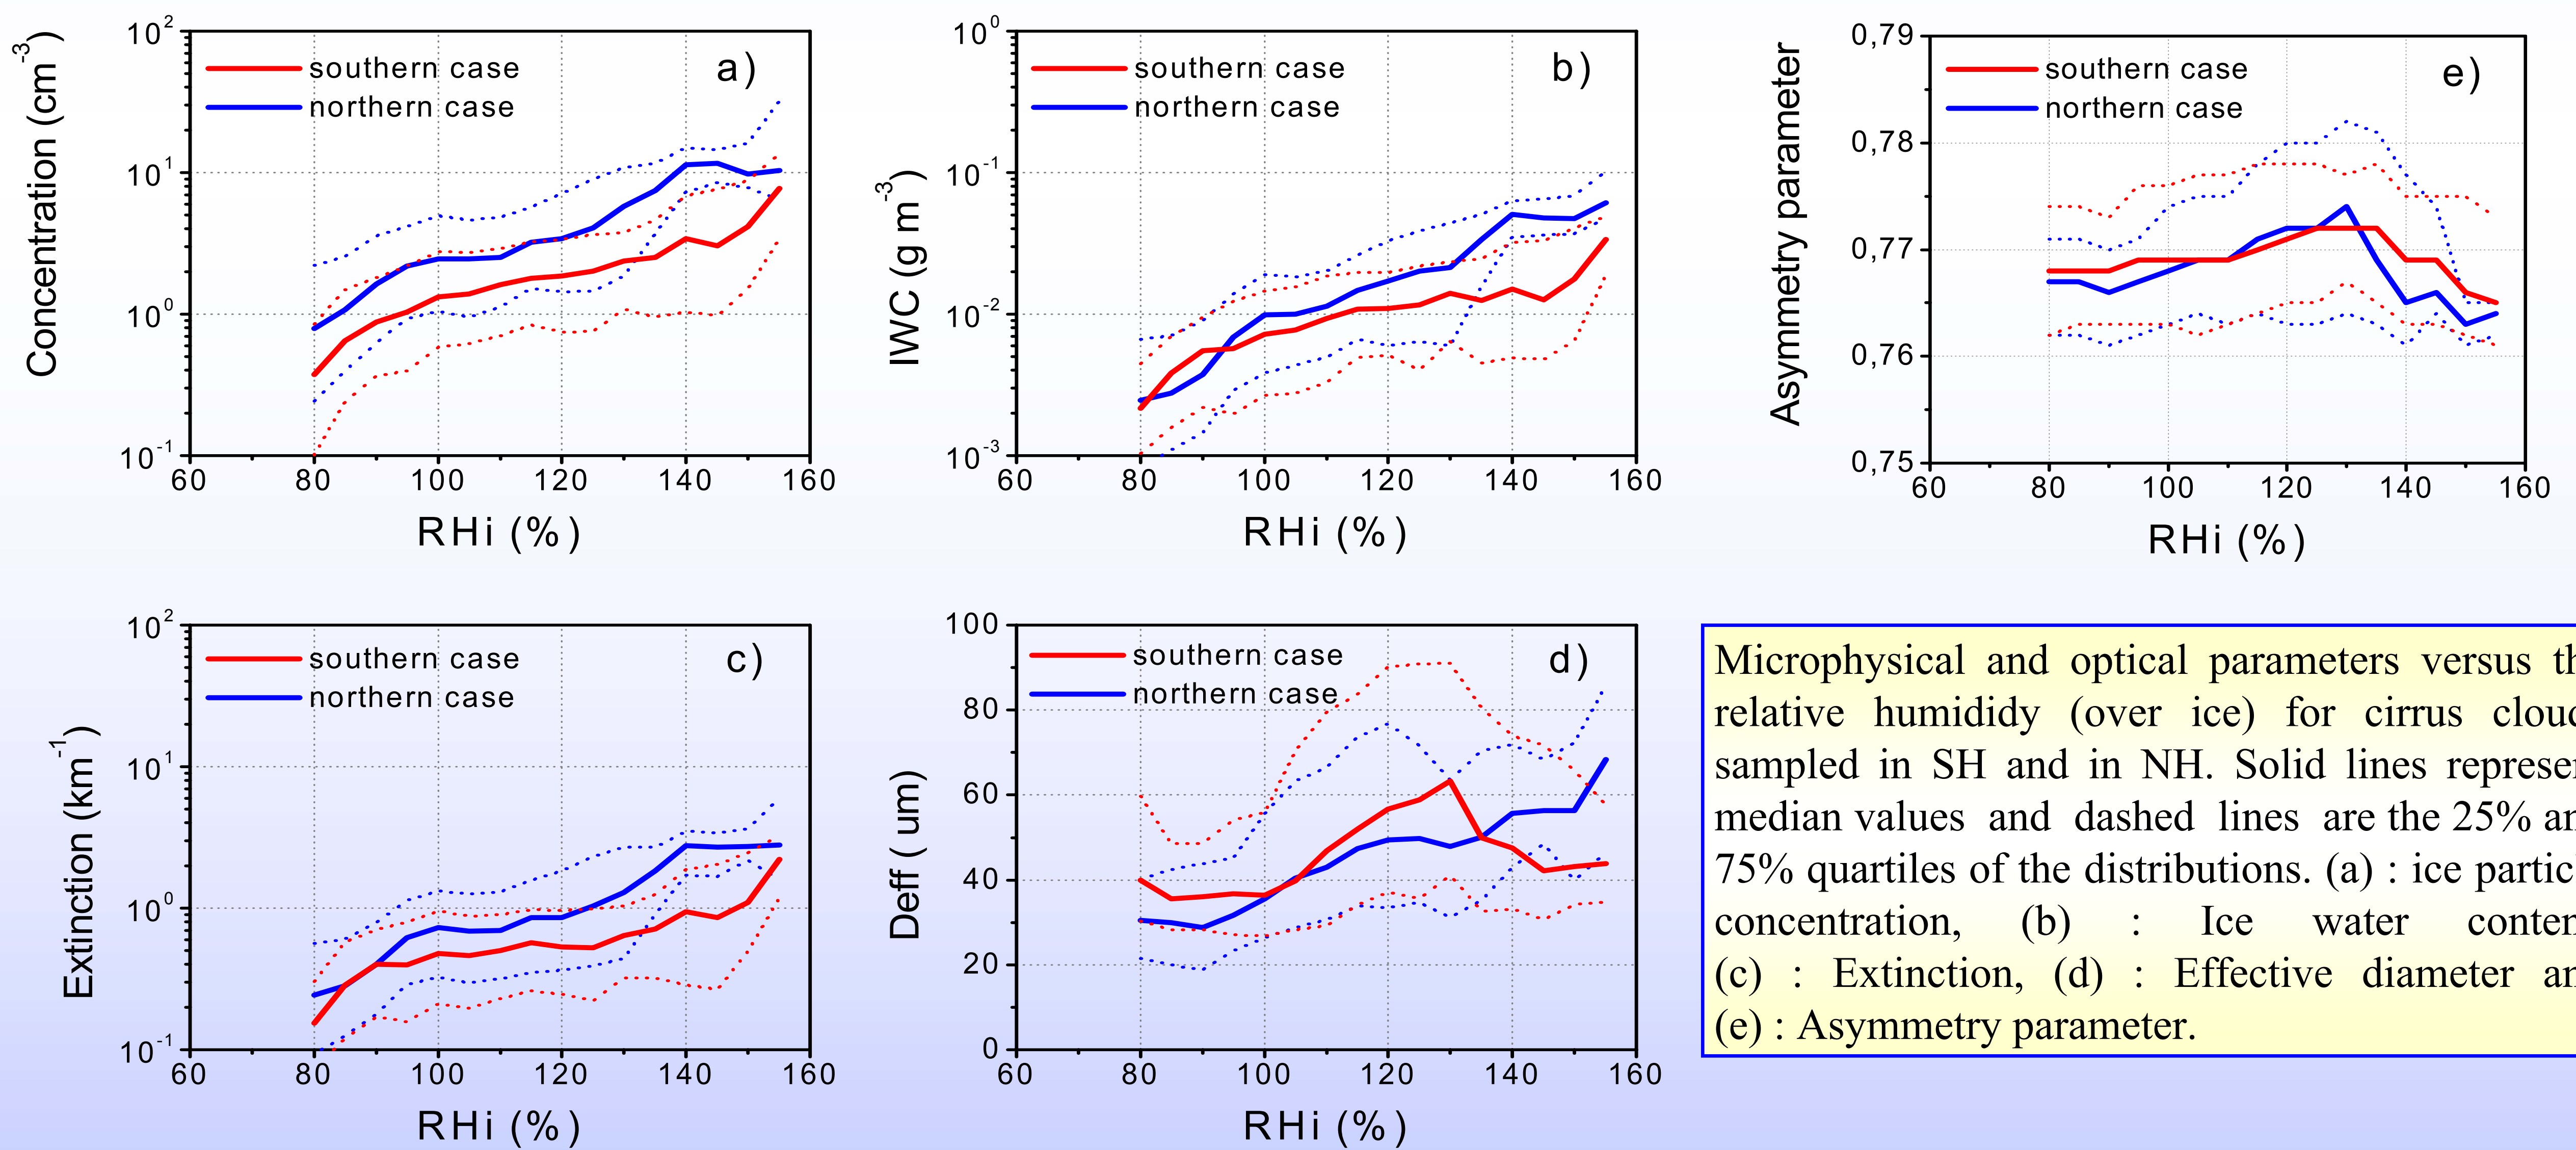 Concentration (cm-3)
102
101
100
10-1
southern case
northern case
a)
60 80 100 120 140 160
RHi (%)
IWC (g m-3)
100
10-1
10-2
10-3
southern case
northern case
b)
60 80 100 120 140 160
RHi (%)
Asymmetry parameter
0,79
0,78
0,77
0,76
0,75
southern case
northern case
e)
60 80 100 120 140 160
RHi (%)
Extinction (km-1)
102
101
100
10-1
southern case
northern case
c)
60 80 100 120 140 160
RHi (%)
Deff ( um)
100
80
60
40
20
0
southern case
northern case
d)
60 80 100 120 140 160
RHi (%)
Microphysical and optical parameters versus
relative humididy (over ice) for cirrus
sampled in SH and in NH. Solid lines
median values and dashed lines are the 25%
75% quartiles of the distributions. (a) : ice
concentration, (b) : Ice water
(c) : Extinction, (d) : Effective diameter
(e) : Asymmetry parameter.